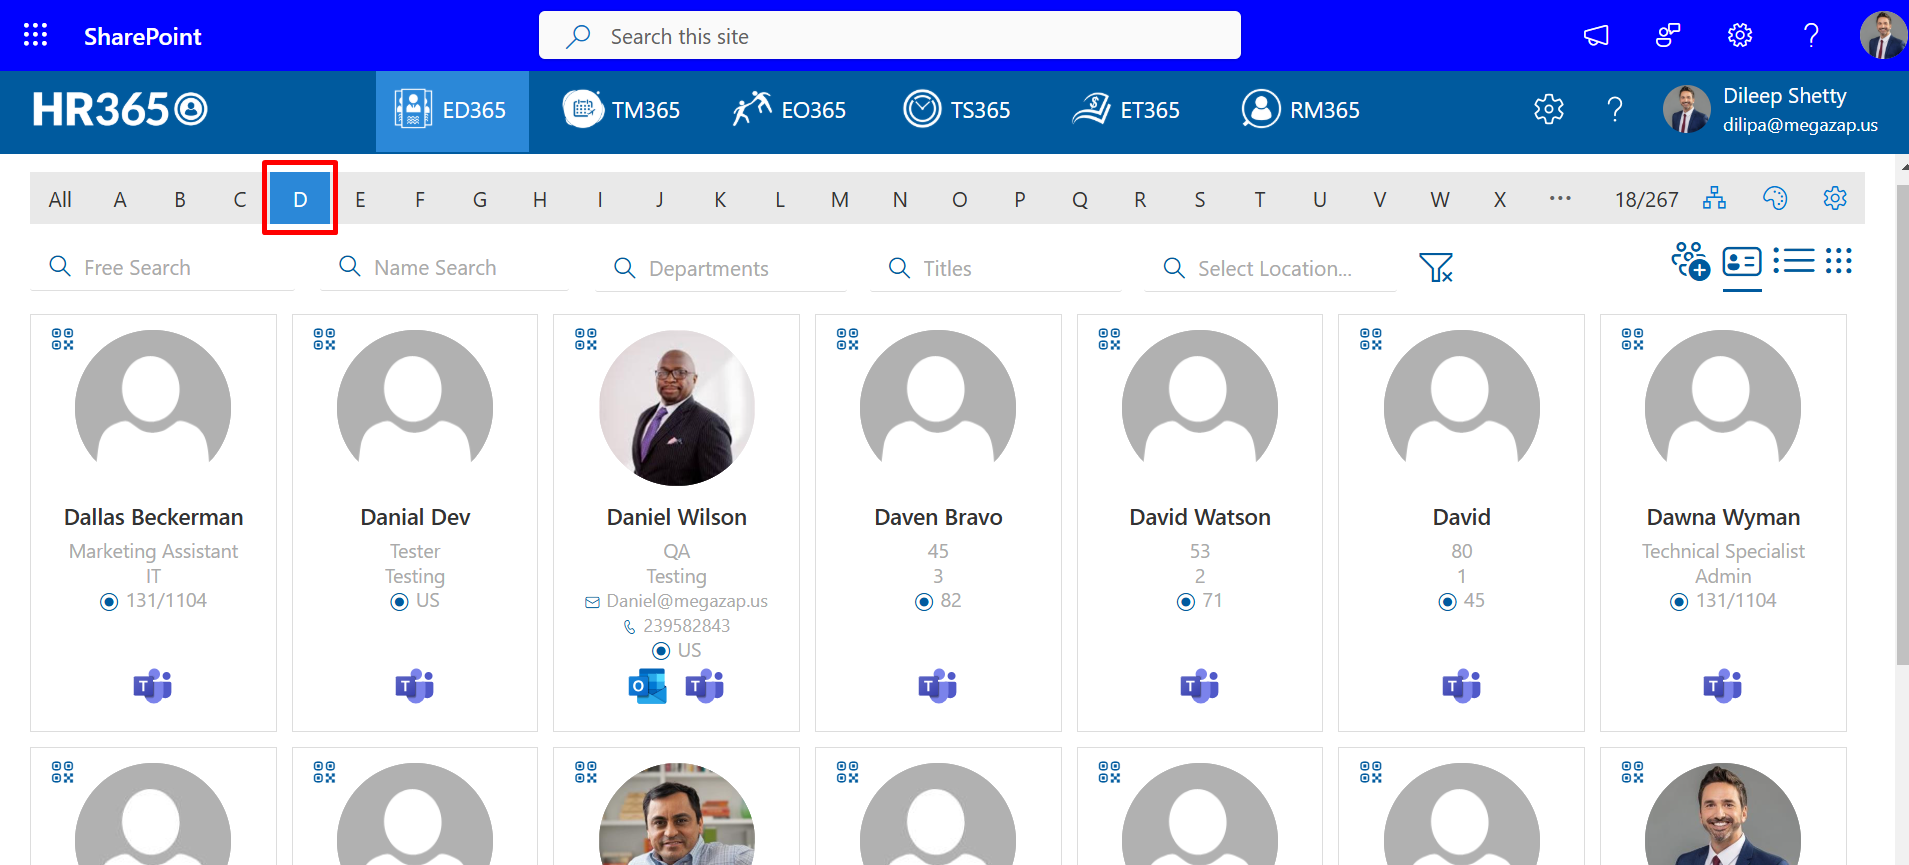 SharePoint
Search this site
HR365
ED365
TM365
EO365
TS365
ET365
RM365
Dileep Shetty
dilipa@megazap.us
All A B C D E F G H I J K L M N O P Q R S T U V W X ··· 18/267
Free Search
Name Search
Departments
Titles
Select Location...
Dallas Beckerman
Marketing Assistant
IT
131/1104
Danial Dev
Tester
Testing
US
Daniel Wilson
QA
Testing
Daniel@megazap.us
239582843
US
Daven Bravo
45
3
82
David Watson
53
2
71
David
80
1
45
Dawna Wyman
Technical Specialist
Admin
131/1104